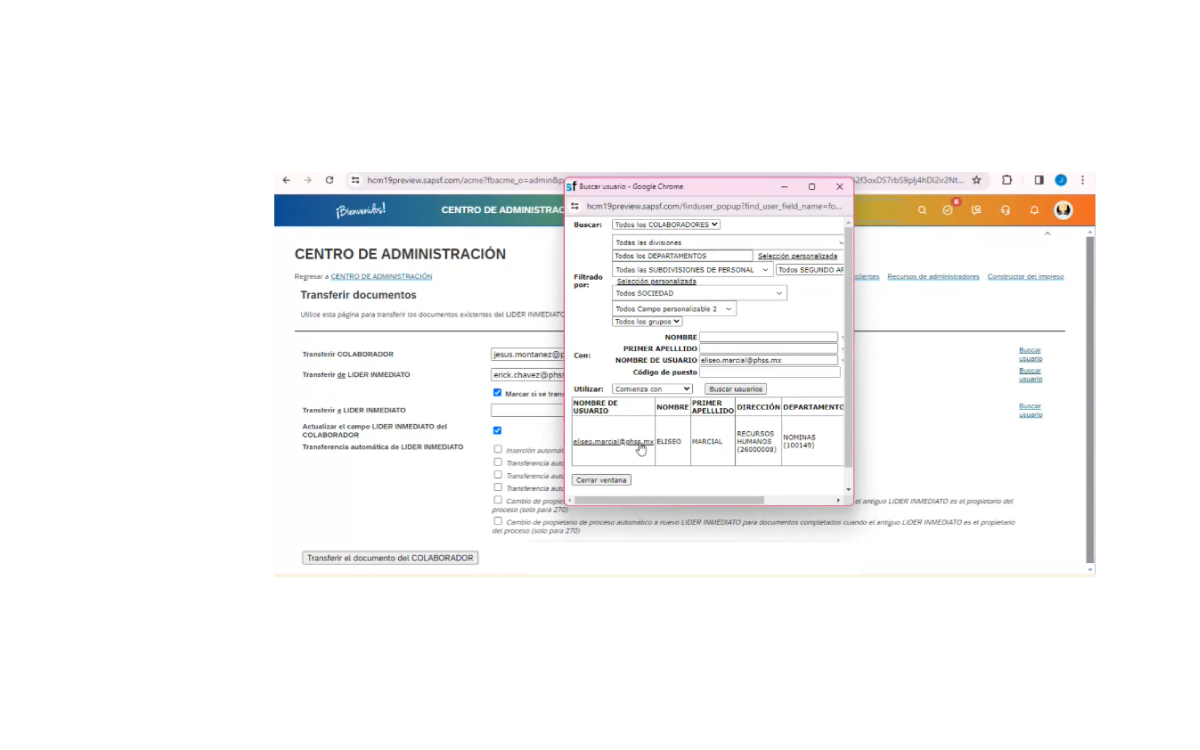 hcm19preview.sapsf.com/acme?fbacme_o=admin&p
Buscar usuario - Google Chrome
hcm19preview.sapsf.com/finduser_popup?find_user_field_name=fo...
¡Bienvenidos!
CENTRO DE ADMINISTRAC
6
J
CENTRO DE ADMINISTRACIÓN
Regresar a CENTRO DE ADMINISTRACIÓN
clientes Recursos de administradores Constructor del impreso
Transferir documentos
Utilice esta página para transferir los documentos existentes del LIDER INMEDIATO
Transferir COLABORADOR
jesus.montanez@p
Buscar usuario
Transferir de LIDER INMEDIATO
erick.chavez@phss
Buscar usuario
Marcar si se tran
Transferir a LIDER INMEDIATO
Buscar usuario
Actualizar el campo LIDER INMEDIATO del
COLABORADOR
Transferencia automática de LIDER INMEDIATO
Inserción automát
Transferencia auto
Transferencia auto
Transferencia auto
Cambio de propie
el antiguo LIDER INMEDIATO es el propietario del
proceso (solo para 270)
Cambio de propietario de proceso automático a nuevo LIDER INMEDIATO para documentos completados cuando el antiguo LIDER INMEDIATO es el propietario
del proceso (solo para 270)
Transferir el documento del COLABORADOR
Buscar: Todos los COLABORADORES
Filtrado
por:
Todas las divisiones
Todos los DEPARTAMENTOS Selección personalizada
Todas las SUBDIVISIONES DE PERSONAL Todos SEGUNDO AP
Selección personalizada
Todos SOCIEDAD
Todos Campo personalizable 2
Todos los grupos
Con:
NOMBRE
PRIMER APELLLIDO
NOMBRE DE USUARIO eliseo.marcial@phss.mx
Código de puesto
Utilizar: Comienza con Buscar usuarios
NOMBRE DE USUARIO NOMBRE PRIMER APELLLIDO DIRECCIÓN DEPARTAMENTO
eliseo.marcial@phss.mx ELISEO MARCIAL RECURSOS HUMANOS (26000008) NOMINAS (100149)
Cerrar ventana